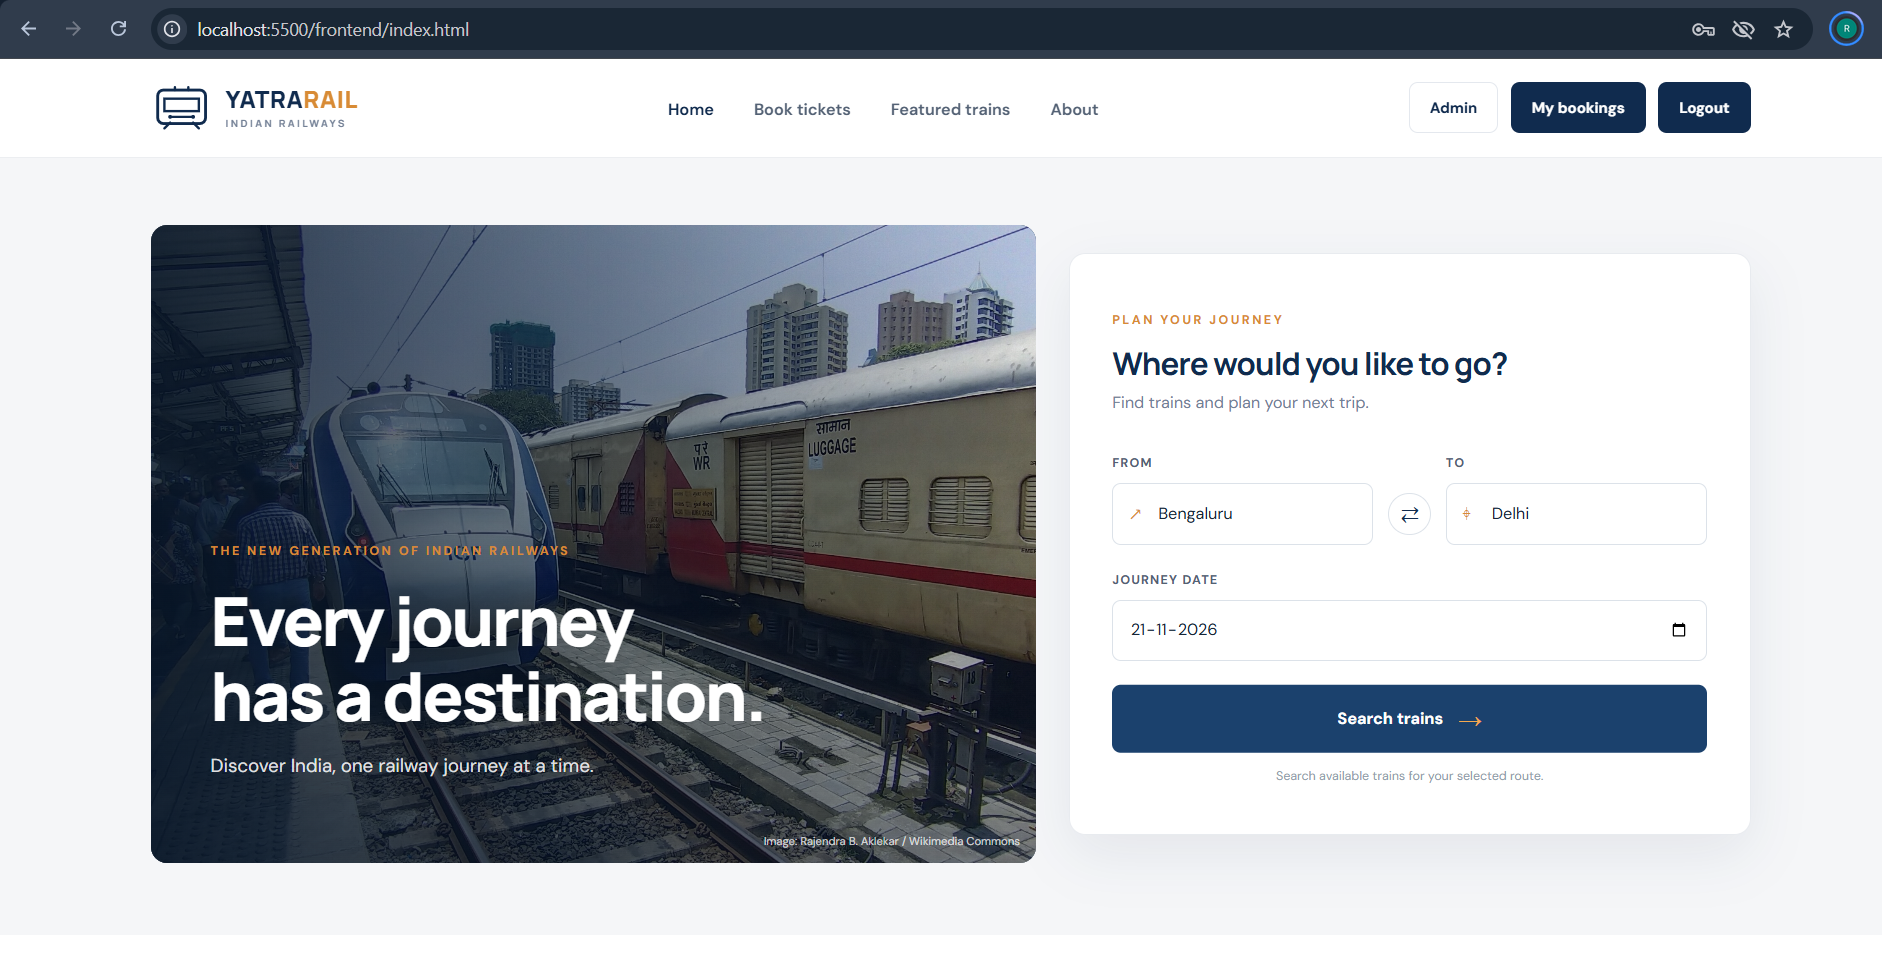 localhost:5500/frontend/index.html
R
YATRARAIL
INDIAN RAILWAYS
Home
Book tickets
Featured trains
About
Admin
My bookings
Logout
सामान
LUGGAGE
प रे
WR
18
THE NEW GENERATION OF INDIAN RAILWAYS
Every journey
has a destination.
Discover India, one railway journey at a time.
Image: Rajendra B. Aklekar / Wikimedia Commons
PLAN YOUR JOURNEY
Where would you like to go?
Find trains and plan your next trip.
FROM
TO
Bengaluru
Delhi
JOURNEY DATE
21-11-2026
Search trains →
Search available trains for your selected route.